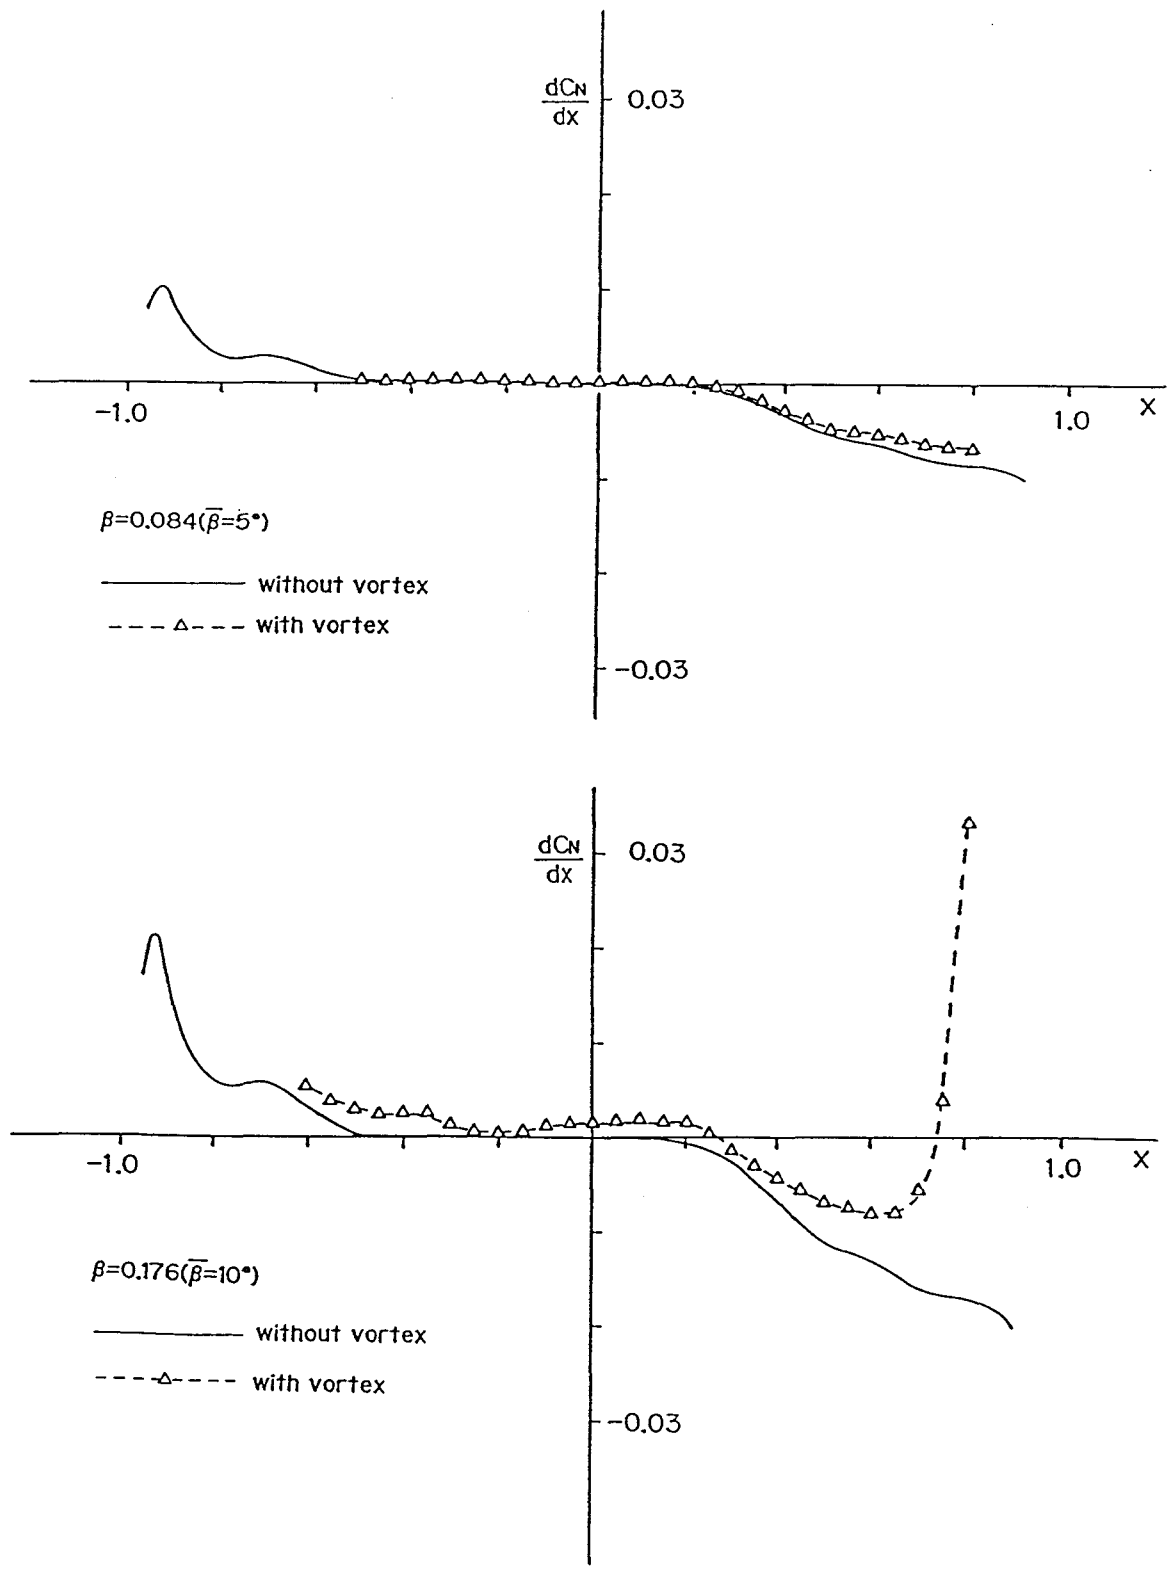 dCN
dx
0.03
-1.0
1.0
X
β=0.084(β̅=5°)
without vortex
with vortex
-0.03
dCN
dx
0.03
-1.0
1.0
X
β=0.176(β̅=10°)
without vortex
with vortex
-0.03